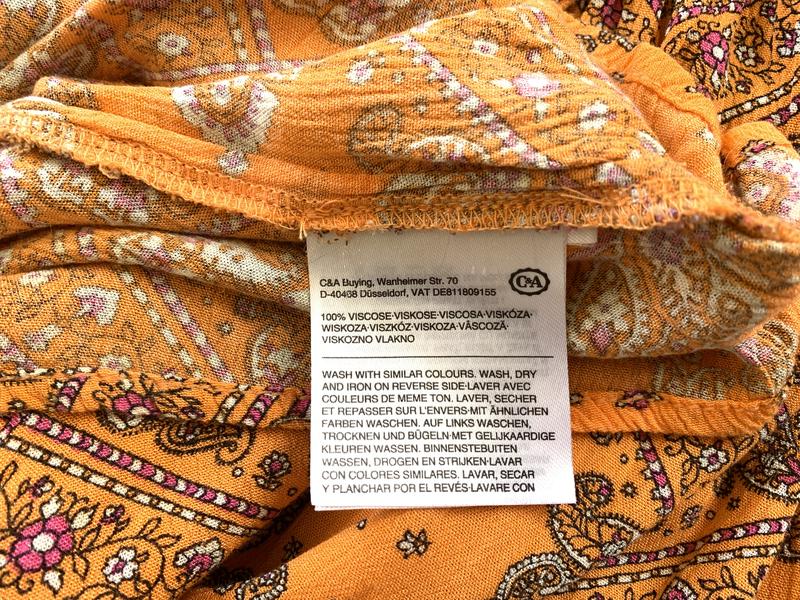 C&A Buying, Wanheimer Str. 70
D-40468 Düsseldorf, VAT DE811809155
C&A
100% VISCOSE·VISKOSE·VISCOSA·VISKÓZA·
WISKOZA·VISZKÓZ·VISKOZA·VÂSCOZĂ·
VISKOZNO VLAKNO
WASH WITH SIMILAR COLOURS. WASH, DRY
AND IRON ON REVERSE SIDE·LAVER AVEC
COULEURS DE MEME TON. LAVER, SECHER
ET REPASSER SUR L'ENVERS·MIT ÄHNLICHEN
FARBEN WASCHEN. AUF LINKS WASCHEN,
TROCKNEN UND BÜGELN·MET GELIJKAARDIGE
KLEUREN WASSEN. BINNENSTEBUITEN
WASSEN, DROGEN EN STRIJKEN·LAVAR
CON COLORES SIMILARES. LAVAR, SECAR
Y PLANCHAR POR EL REVÉS·LAVARE CON